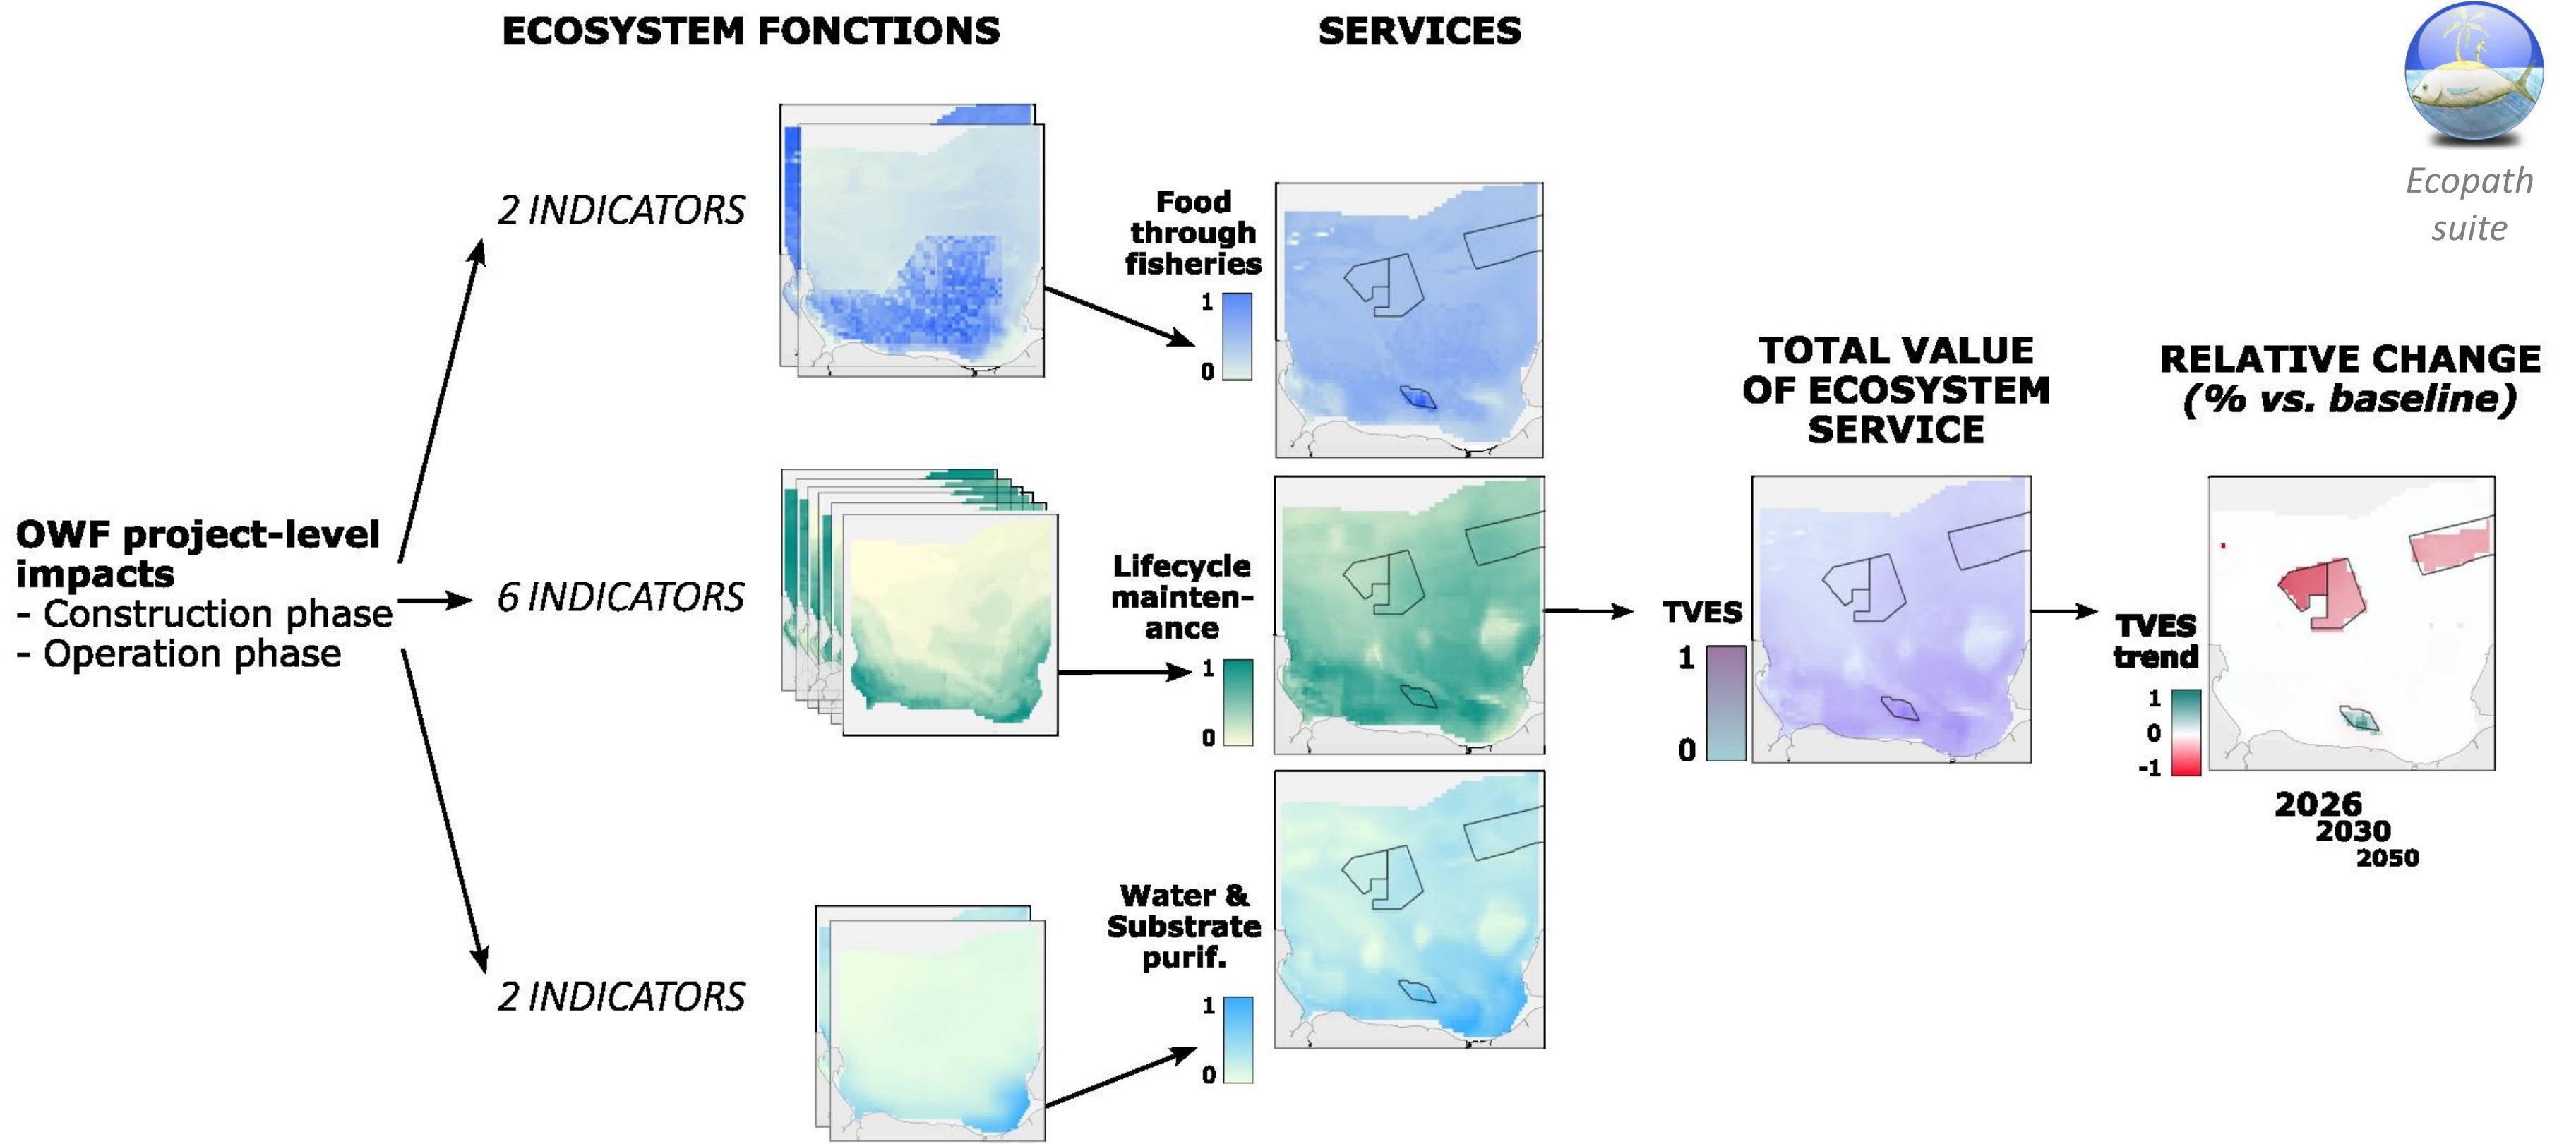 ECOSYSTEM FONCTIONS
SERVICES
Ecopath
suite
2 INDICATORS
Food
through
fisheries
1
0
TOTAL VALUE
OF ECOSYSTEM
SERVICE
RELATIVE CHANGE
(% vs. baseline)
OWF project-level
impacts
- Construction phase
- Operation phase
6 INDICATORS
Lifecycle
mainten-
ance
1
0
TVES
1
0
TVES
trend
1
0
-1
2026
2030
2050
2 INDICATORS
Water &
Substrate
purif.
1
0